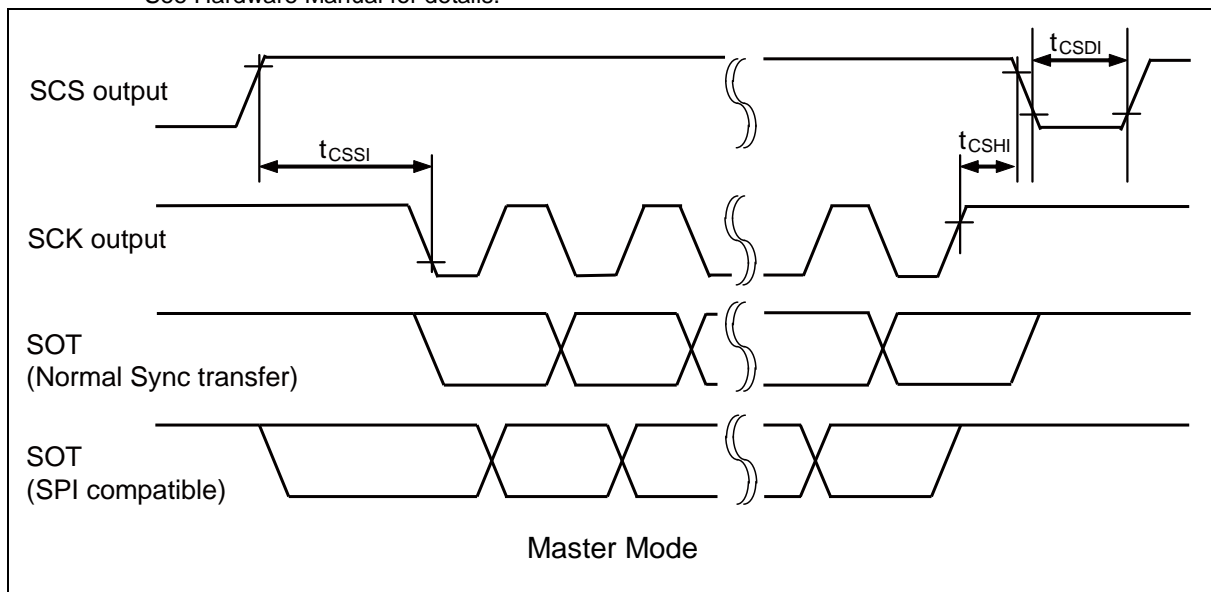 See Hardware Manual for details.
SCS output
tCSDI
tCSSI
tCSHI
SCK output
SOT
(Normal Sync transfer)
SOT
(SPI compatible)
Master Mode